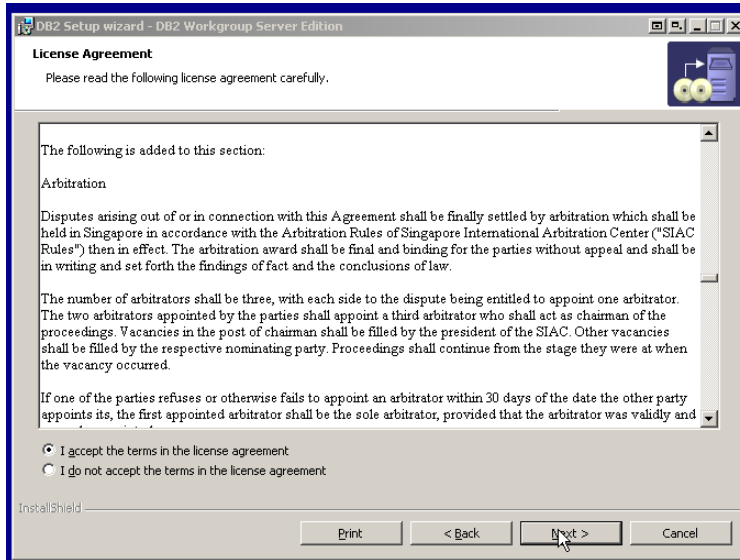 DB2 Setup wizard - DB2 Workgroup Server Edition
License Agreement
Please read the following license agreement carefully.
The following is added to this section:
Arbitration
Disputes arising out of or in connection with this Agreement shall be finally settled by arbitration which shall be
held in Singapore in accordance with the Arbitration Rules of Singapore International Arbitration Center ("SIAC
Rules") then in effect. The arbitration award shall be final and binding for the parties without appeal and shall be
in writing and set forth the findings of fact and the conclusions of law.
The number of arbitrators shall be three, with each side to the dispute being entitled to appoint one arbitrator.
The two arbitrators appointed by the parties shall appoint a third arbitrator who shall act as chairman of the
proceedings. Vacancies in the post of chairman shall be filled by the president of the SIAC. Other vacancies
shall be filled by the respective nominating party. Proceedings shall continue from the stage they were at when
the vacancy occurred.
If one of the parties refuses or otherwise fails to appoint an arbitrator within 30 days of the date the other party
appoints its, the first appointed arbitrator shall be the sole arbitrator, provided that the arbitrator was validly and
I accept the terms in the license agreement
I do not accept the terms in the license agreement
InstallShield
Print
< Back
Next >
Cancel